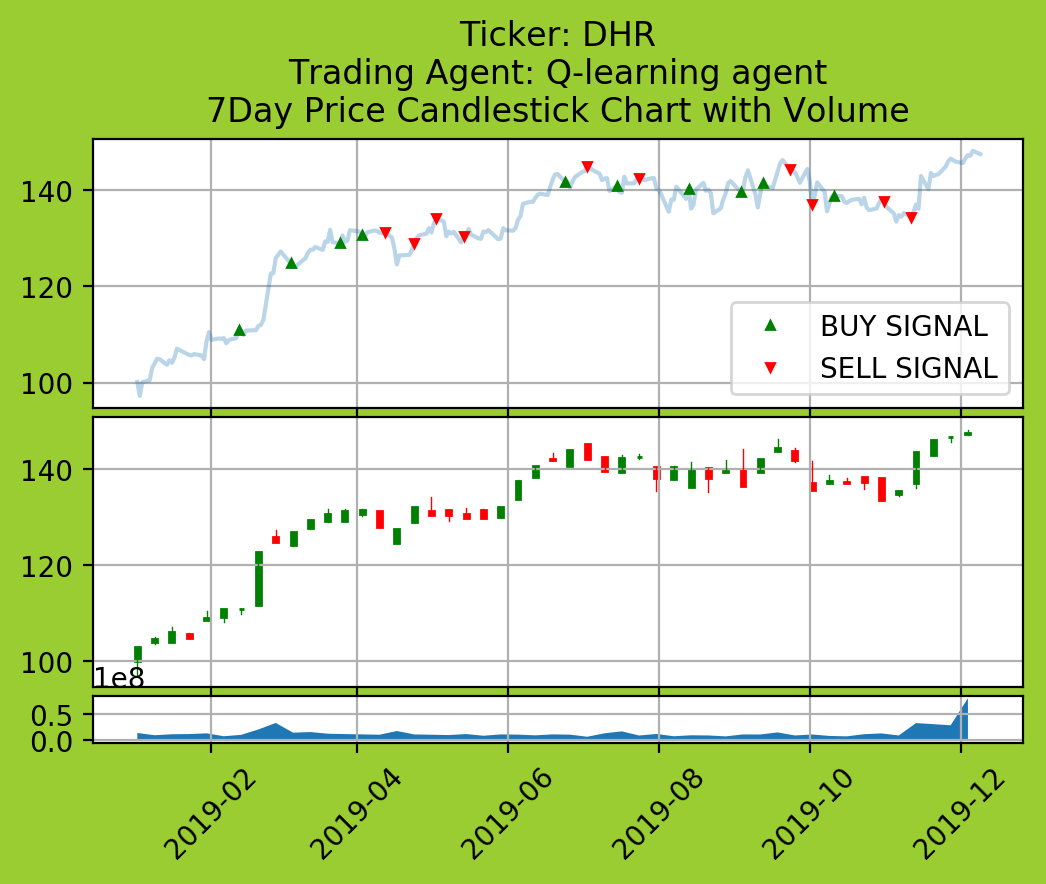 Ticker: DHR
Trading Agent: Q-learning agent
7Day Price Candlestick Chart with Volume
140
120
100
BUY SIGNAL
SELL SIGNAL
140
120
100
1e8
0.5
0.0
2019-02
2019-04
2019-06
2019-08
2019-10
2019-12